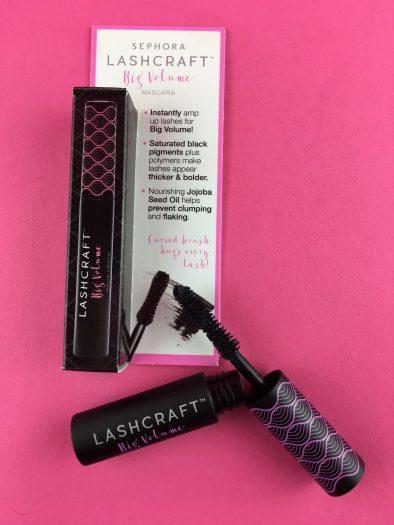 SEPHORA
LASHCRAFT™
Big Volume
MASCARA
• Instantly amp
up lashes for
Big Volume!
• Saturated black
pigments plus
polymers make
lashes appear
thicker & bolder.
• Nourishing Jojoba
Seed Oil helps
prevent clumping
and flaking.
Curved brush
hugs every
lash!
LASHCRAFT™
Big Volume
LASHCRAFT™
Big Volume